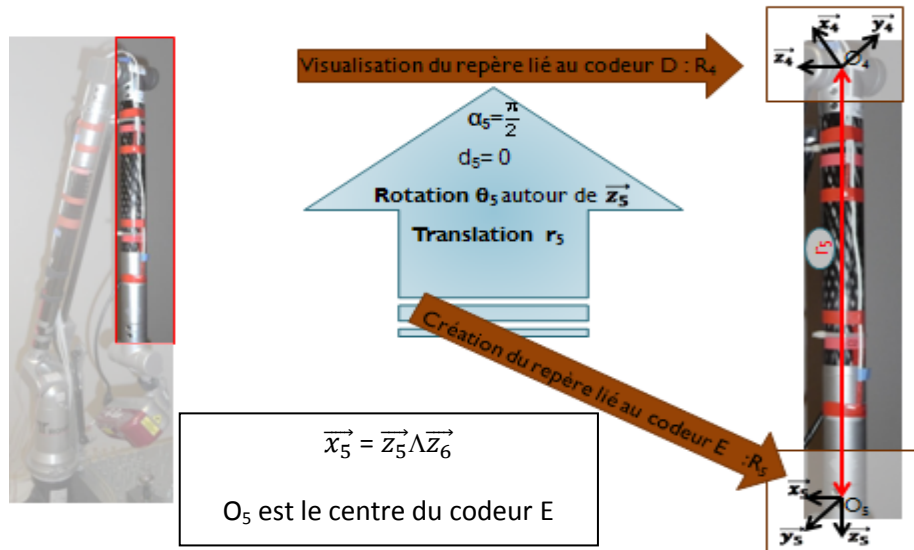 Visualisation du repère lié au codeur D : R₄
α₅=π/2
d₅= 0
Rotation θ₅ autour de z₅⃗
Translation r₅
Création du repère lié au codeur E :R₅
x₅⃗ = z₅⃗Λz₆⃗
O₅ est le centre du codeur E
x₄⃗
y₄⃗
z₄⃗
O₄
r₅
x₅⃗
O₅
y₅⃗
z₅⃗